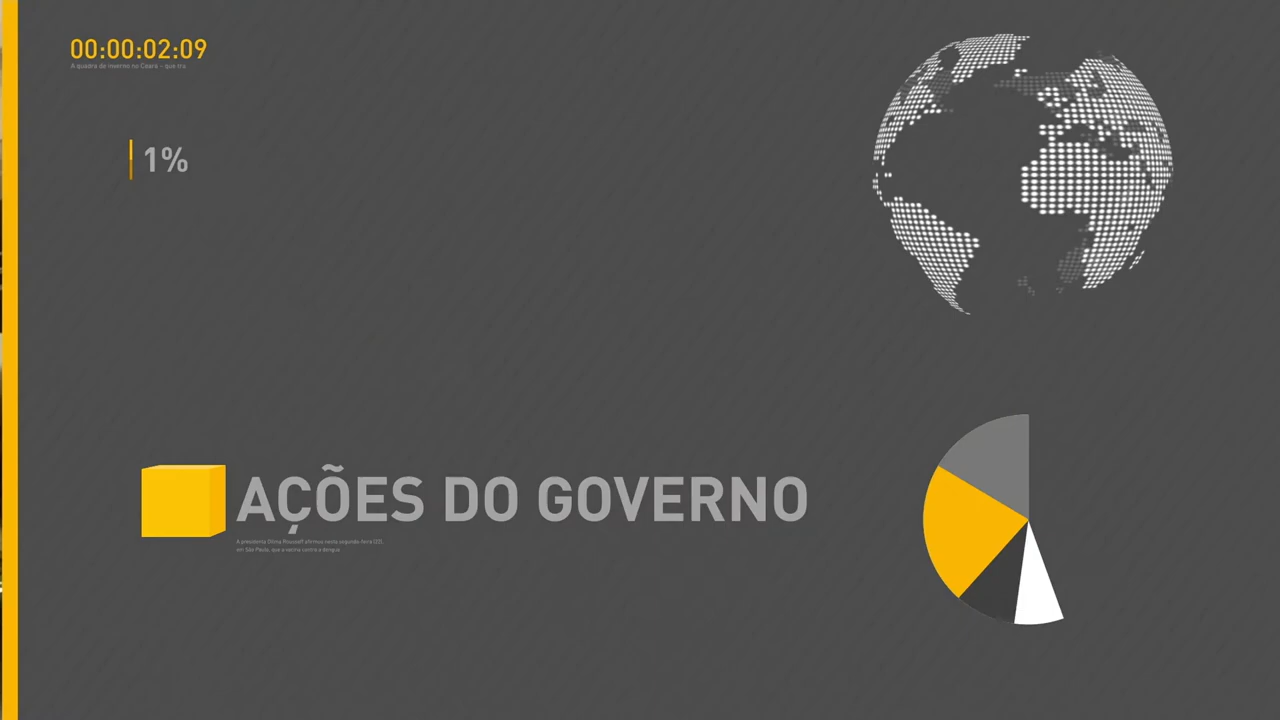 00:00:02:09
A quadra de inverno no Ceará – que tra
1%
AÇÕES DO GOVERNO
A presidenta Dilma Rousseff afirmou nesta segunda-feira (22),
em São Paulo, que a vacina contra a dengue